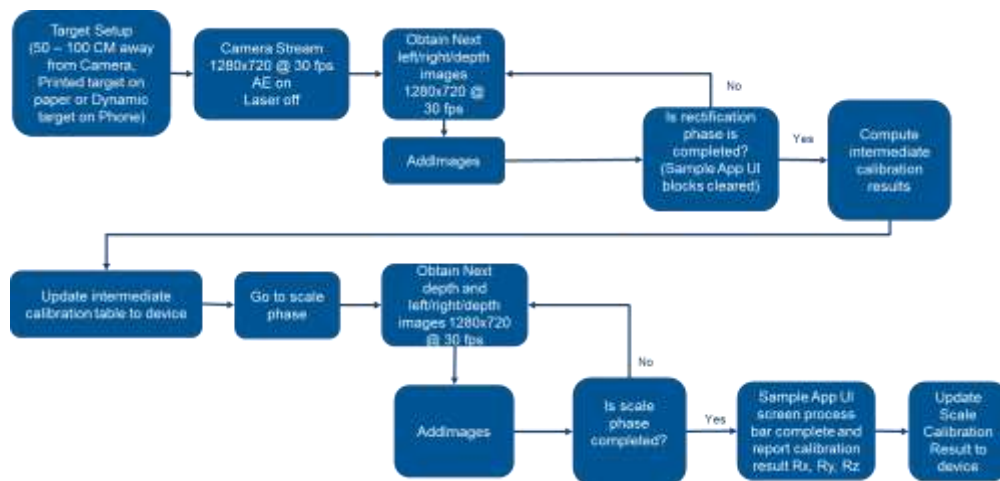 Target Setup
(50 – 100 CM away
from Camera,
Printed target on
paper or Dynamic
target on Phone)
Camera Stream
1280x720 @ 30 fps
AE on
Laser off
Obtain Next
left/right/depth
images 1280x720 @
30 fps
AddImages
No
Is rectification
phase is
completed?
(Sample App UI
blocks cleared)
Yes
Compute
intermediate
calibration
results
Update intermediate
calibration table to device
Go to scale
phase
Obtain Next
depth and
left/right/depth
images 1280x720
@ 30 fps
AddImages
No
Is scale
phase
completed?
Yes
Sample App UI
screen process
bar complete and
report calibration
result Rx, Ry, Rz
Update
Scale
Calibration
Result to
device